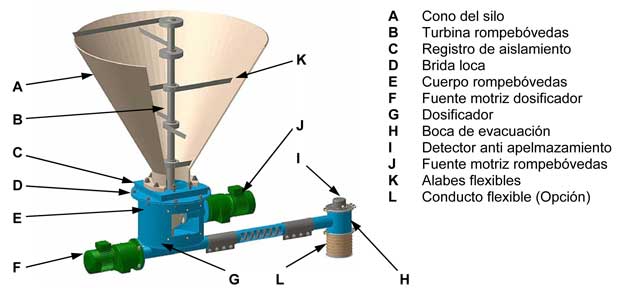 A Cono del silo
B Turbina rompebóvedas
C Registro de aislamiento
D Brida loca
E Cuerpo rompebóvedas
F Fuente motriz dosificador
G Dosificador
H Boca de evacuación
I Detector anti apelmazamiento
J Fuente motriz rompebóvedas
K Alabes flexibles
L Conducto flexible (Opción)
A
B
C
D
E
F
G
L
H
I
J
K